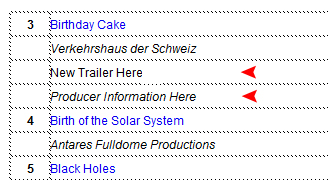 3 Birthday Cake
Verkehrshaus der Schweiz
New Trailer Here
Producer Information Here
4 Birth of the Solar System
Antares Fulldome Productions
5 Black Holes